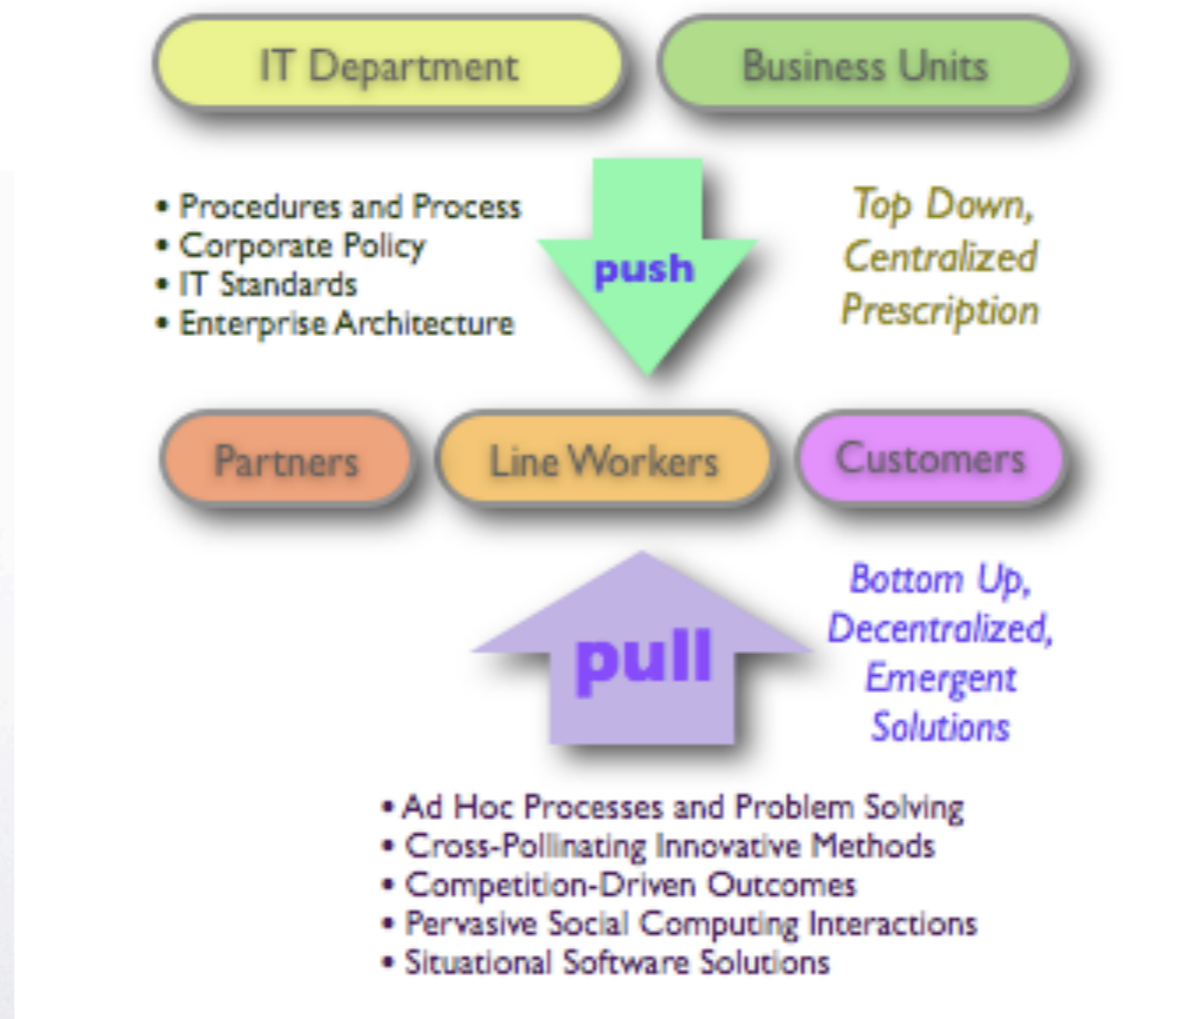 IT Department
Business Units
• Procedures and Process
• Corporate Policy
• IT Standards
• Enterprise Architecture
push
Top Down,
Centralized
Prescription
Partners
Line Workers
Customers
pull
Bottom Up,
Decentralized,
Emergent
Solutions
• Ad Hoc Processes and Problem Solving
• Cross-Pollinating Innovative Methods
• Competition-Driven Outcomes
• Pervasive Social Computing Interactions
• Situational Software Solutions